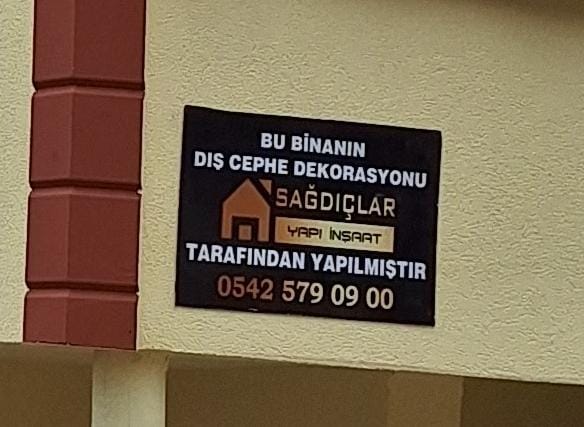 BU BİNANIN
DIŞ CEPHE DEKORASYONU
SAĞDIÇLAR
YAPI İNŞAAT
TARAFINDAN YAPILMIŞTIR
0542 579 09 00